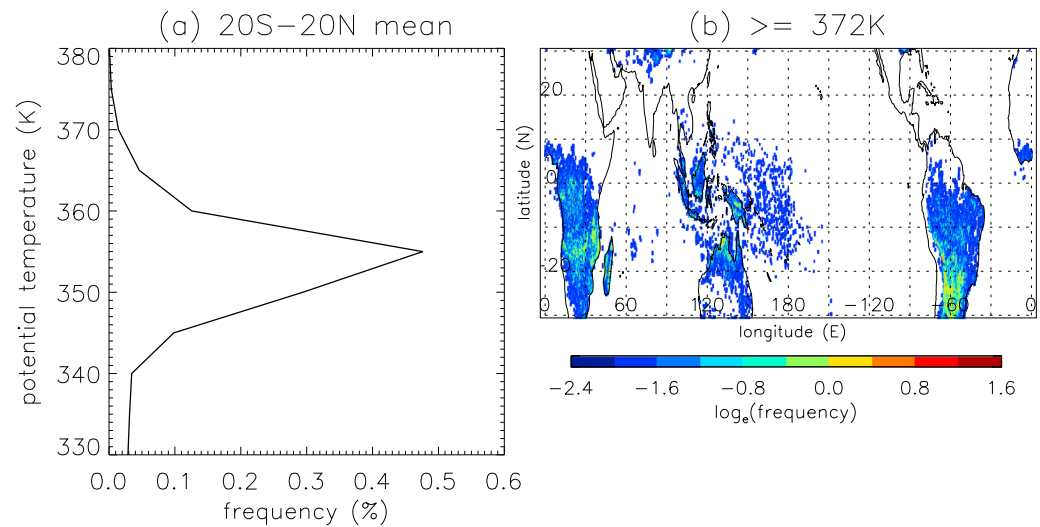 (a) 20S−20N mean
380
370
360
350
340
330
potential temperature (K)
0.0 0.1 0.2 0.3 0.4 0.5 0.6
frequency (%)
(b) >= 372K
20
0
−20
latitude (N)
0 60 120 180 −120 −60 0
longitude (E)
−2.4 −1.6 −0.8 0.0 0.8 1.6
logₑ(frequency)